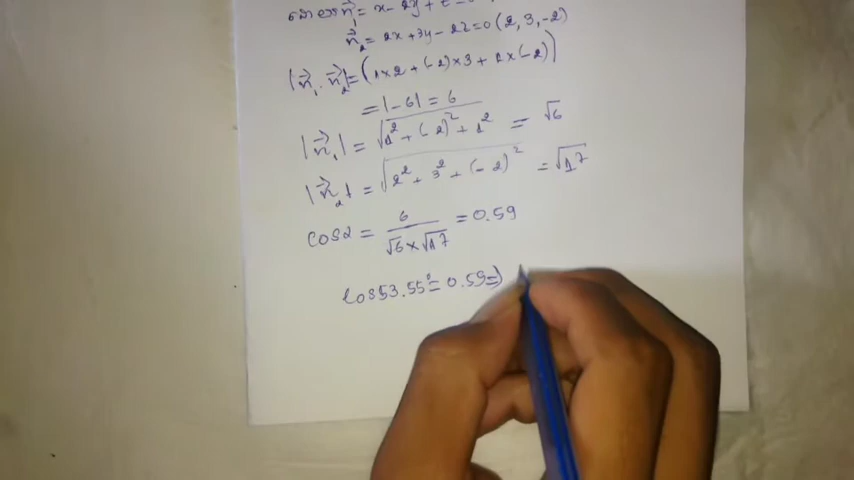 n⃗₁ = x - 2y + z
n⃗₂ = 2x + 3y - 2z = 0 (2, 3, -2)
|n⃗₁ . n⃗₂| = (1×2 + (-2)×3 + 1×(-2))
= |-6| = 6
|n⃗₁| = √1² + (-2)² + 1² = √6
|n⃗₂| = √2² + 3² + (-2)² = √17
cos2 = 6/√6×√17 = 0.59
cos53.55° = 0.59 ⇒